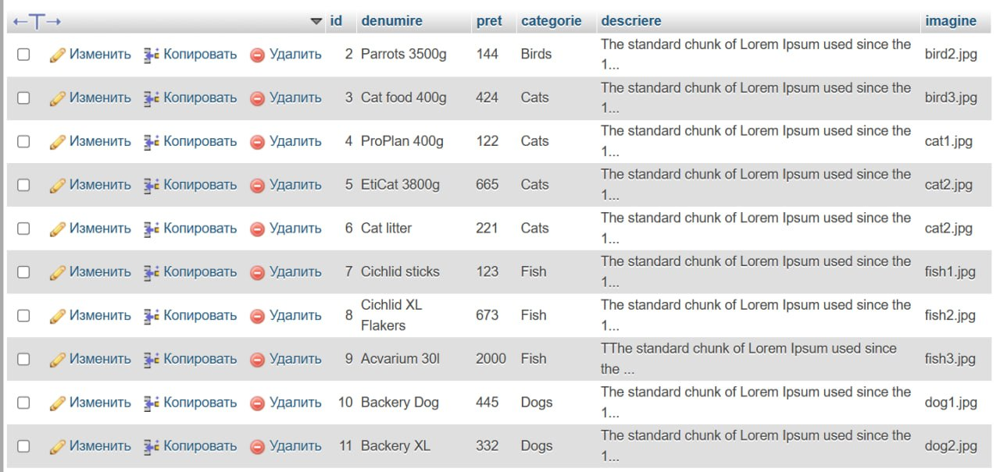 ←T→ id denumire pret categorie descriere imagine
Изменить Копировать Удалить 2 Parrots 3500g 144 Birds The standard chunk of Lorem Ipsum used since the 1... bird2.jpg
Изменить Копировать Удалить 3 Cat food 400g 424 Cats The standard chunk of Lorem Ipsum used since the 1... bird3.jpg
Изменить Копировать Удалить 4 ProPlan 400g 122 Cats The standard chunk of Lorem Ipsum used since the 1... cat1.jpg
Изменить Копировать Удалить 5 EtiCat 3800g 665 Cats The standard chunk of Lorem Ipsum used since the 1... cat2.jpg
Изменить Копировать Удалить 6 Cat litter 221 Cats The standard chunk of Lorem Ipsum used since the 1... cat2.jpg
Изменить Копировать Удалить 7 Cichlid sticks 123 Fish The standard chunk of Lorem Ipsum used since the 1... fish1.jpg
Изменить Копировать Удалить 8 Cichlid XL Flakers 673 Fish The standard chunk of Lorem Ipsum used since the 1... fish2.jpg
Изменить Копировать Удалить 9 Acvarium 30l 2000 Fish TThe standard chunk of Lorem Ipsum used since the ... fish3.jpg
Изменить Копировать Удалить 10 Backery Dog 445 Dogs The standard chunk of Lorem Ipsum used since the 1... dog1.jpg
Изменить Копировать Удалить 11 Backery XL 332 Dogs The standard chunk of Lorem Ipsum used since the 1... dog2.jpg